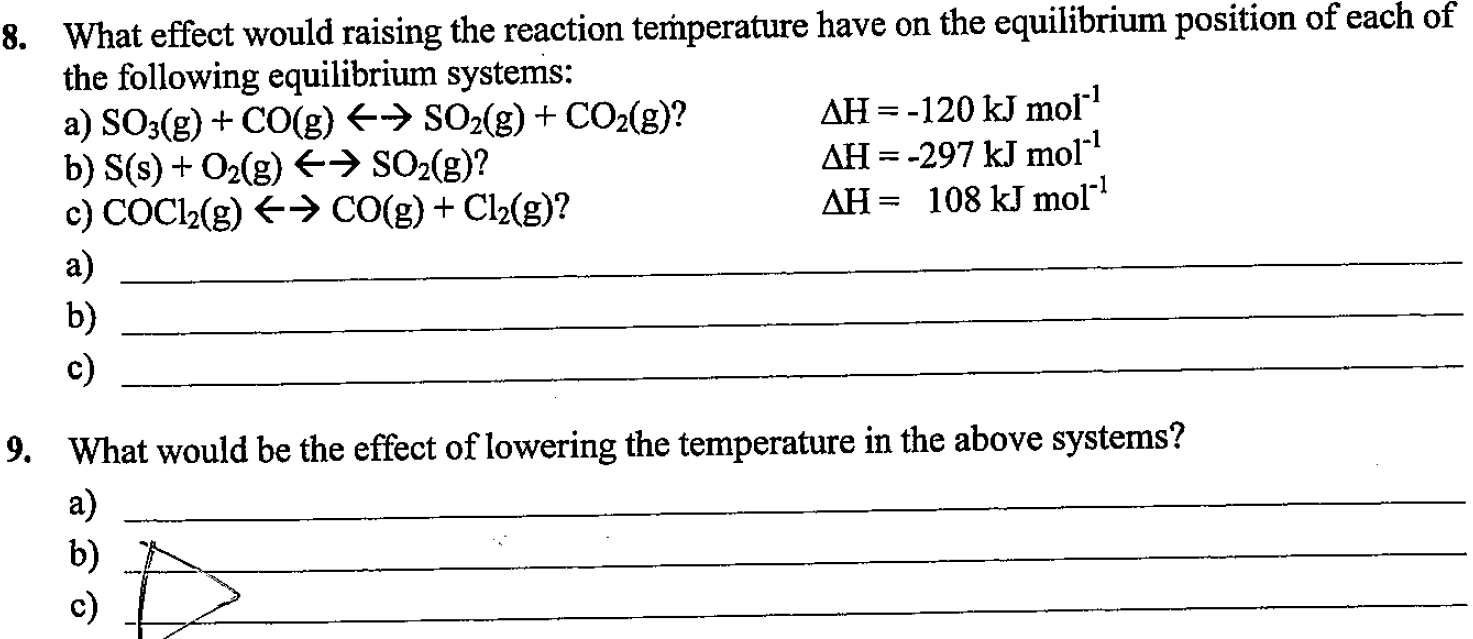 8. What effect would raising the reaction temperature have on the equilibrium position of each of
the following equilibrium systems:
a) SO₃(g) + CO(g) ←→ SO₂(g) + CO₂(g)? ΔH = -120 kJ mol⁻¹
b) S(s) + O₂(g) ←→ SO₂(g)? ΔH = -297 kJ mol⁻¹
c) COCl₂(g) ←→ CO(g) + Cl₂(g)? ΔH = 108 kJ mol⁻¹
a)
b)
c)
9. What would be the effect of lowering the temperature in the above systems?
a)
b)
c)